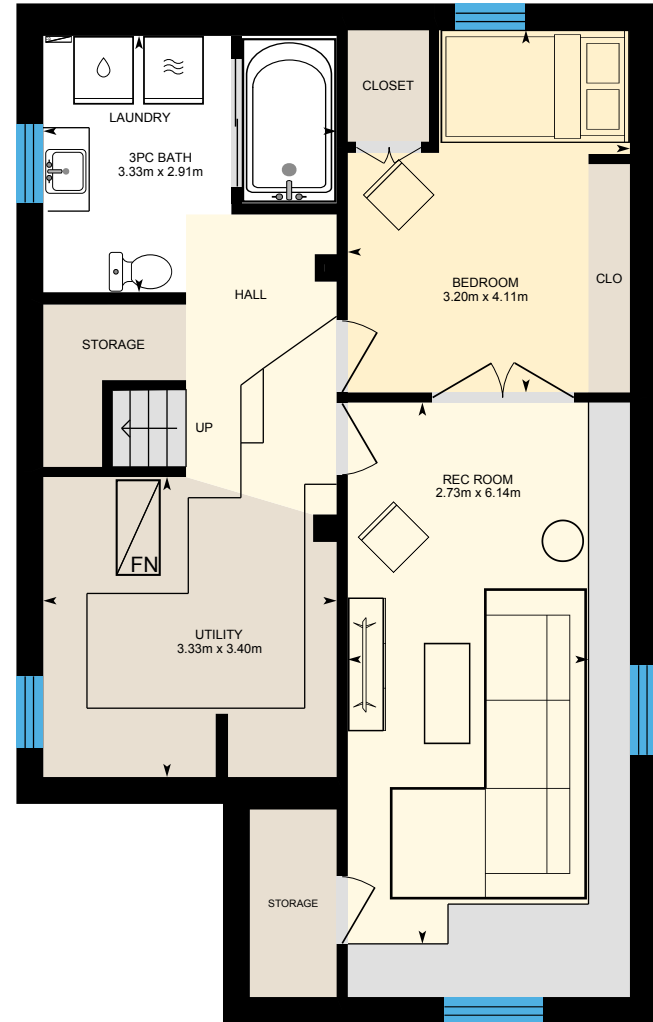 CLOSET
LAUNDRY
3PC BATH
3.33m x 2.91m
BEDROOM
3.20m x 4.11m
CLO
HALL
STORAGE
UP
REC ROOM
2.73m x 6.14m
FN
UTILITY
3.33m x 3.40m
STORAGE